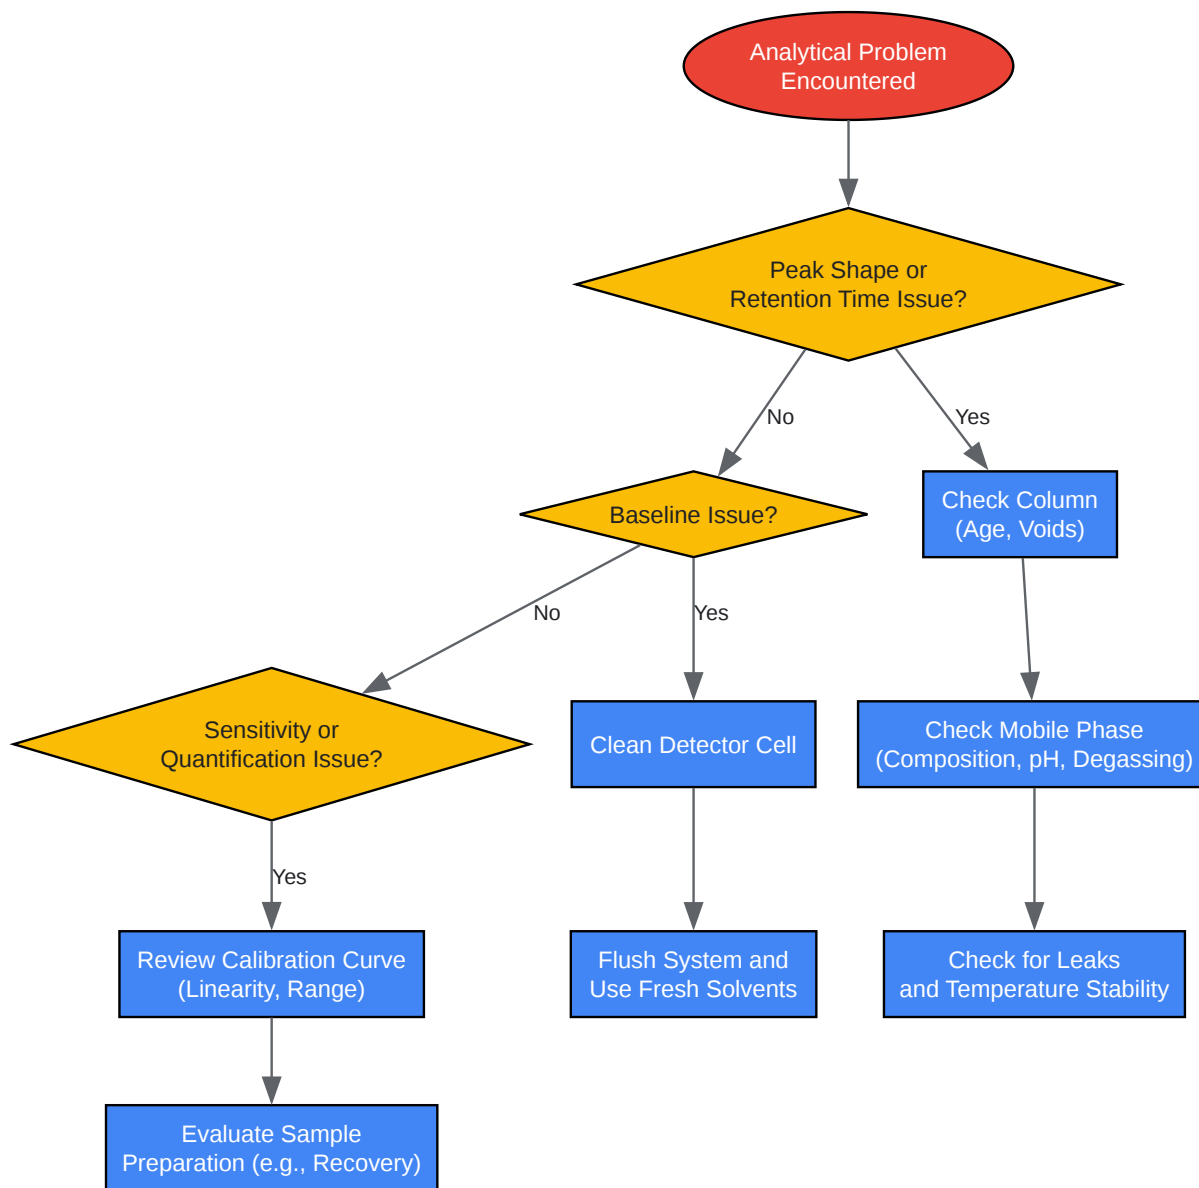 Analytical Problem
Encountered
Peak Shape or
Retention Time Issue?
No
Yes
Baseline Issue?
Check Column
(Age, Voids)
No
Yes
Sensitivity or
Quantification Issue?
Clean Detector Cell
Check Mobile Phase
(Composition, pH, Degassing)
Yes
Review Calibration Curve
(Linearity, Range)
Flush System and
Use Fresh Solvents
Check for Leaks
and Temperature Stability
Evaluate Sample
Preparation (e.g., Recovery)